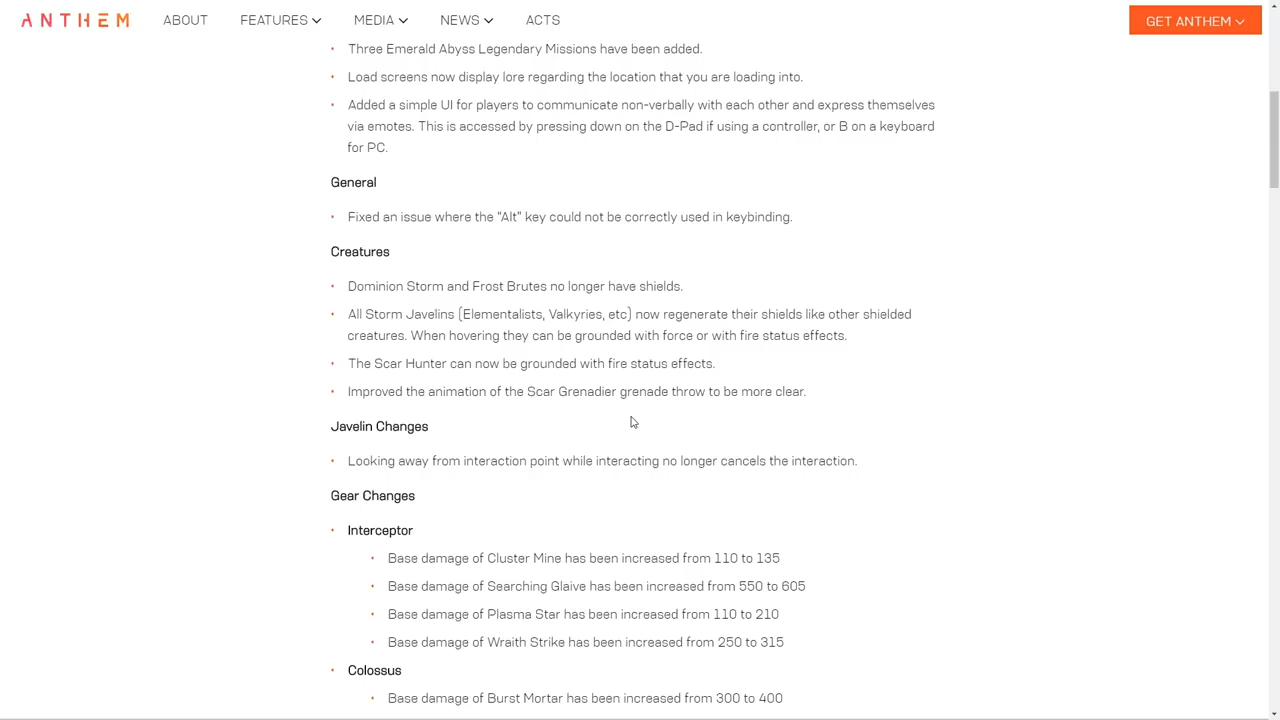 ANTHEM ABOUT FEATURES MEDIA NEWS ACTS GET ANTHEM
Three Emerald Abyss Legendary Missions have been added.
Load screens now display lore regarding the location that you are loading into.
Added a simple UI for players to communicate non-verbally with each other and express themselves
via emotes. This is accessed by pressing down on the D-Pad if using a controller, or B on a keyboard
for PC.
General
Fixed an issue where the "Alt" key could not be correctly used in keybinding.
Creatures
Dominion Storm and Frost Brutes no longer have shields.
All Storm Javelins (Elementalists, Valkyries, etc) now regenerate their shields like other shielded
creatures. When hovering they can be grounded with force or with fire status effects.
The Scar Hunter can now be grounded with fire status effects.
Improved the animation of the Scar Grenadier grenade throw to be more clear.
Javelin Changes
Looking away from interaction point while interacting no longer cancels the interaction.
Gear Changes
Interceptor
Base damage of Cluster Mine has been increased from 110 to 135
Base damage of Searching Glaive has been increased from 550 to 605
Base damage of Plasma Star has been increased from 110 to 210
Base damage of Wraith Strike has been increased from 250 to 315
Colossus
Base damage of Burst Mortar has been increased from 300 to 400